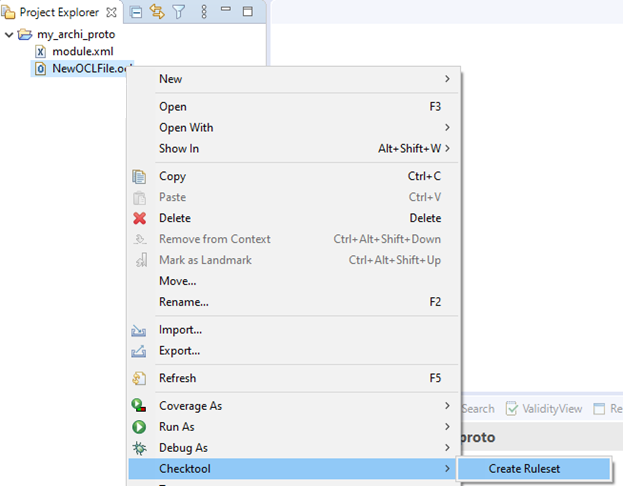 Project Explorer
my_archi_proto
module.xml
NewOCLFile.oc
New
Open F3
Open With
Show In Alt+Shift+W
Copy Ctrl+C
Paste Ctrl+V
Delete Delete
Remove from Context Ctrl+Alt+Shift+Down
Mark as Landmark Ctrl+Alt+Shift+Up
Move...
Rename... F2
Import...
Export...
Refresh F5
Coverage As
Run As
Debug As
Checktool
Create Ruleset
Search ValidityView Re
proto